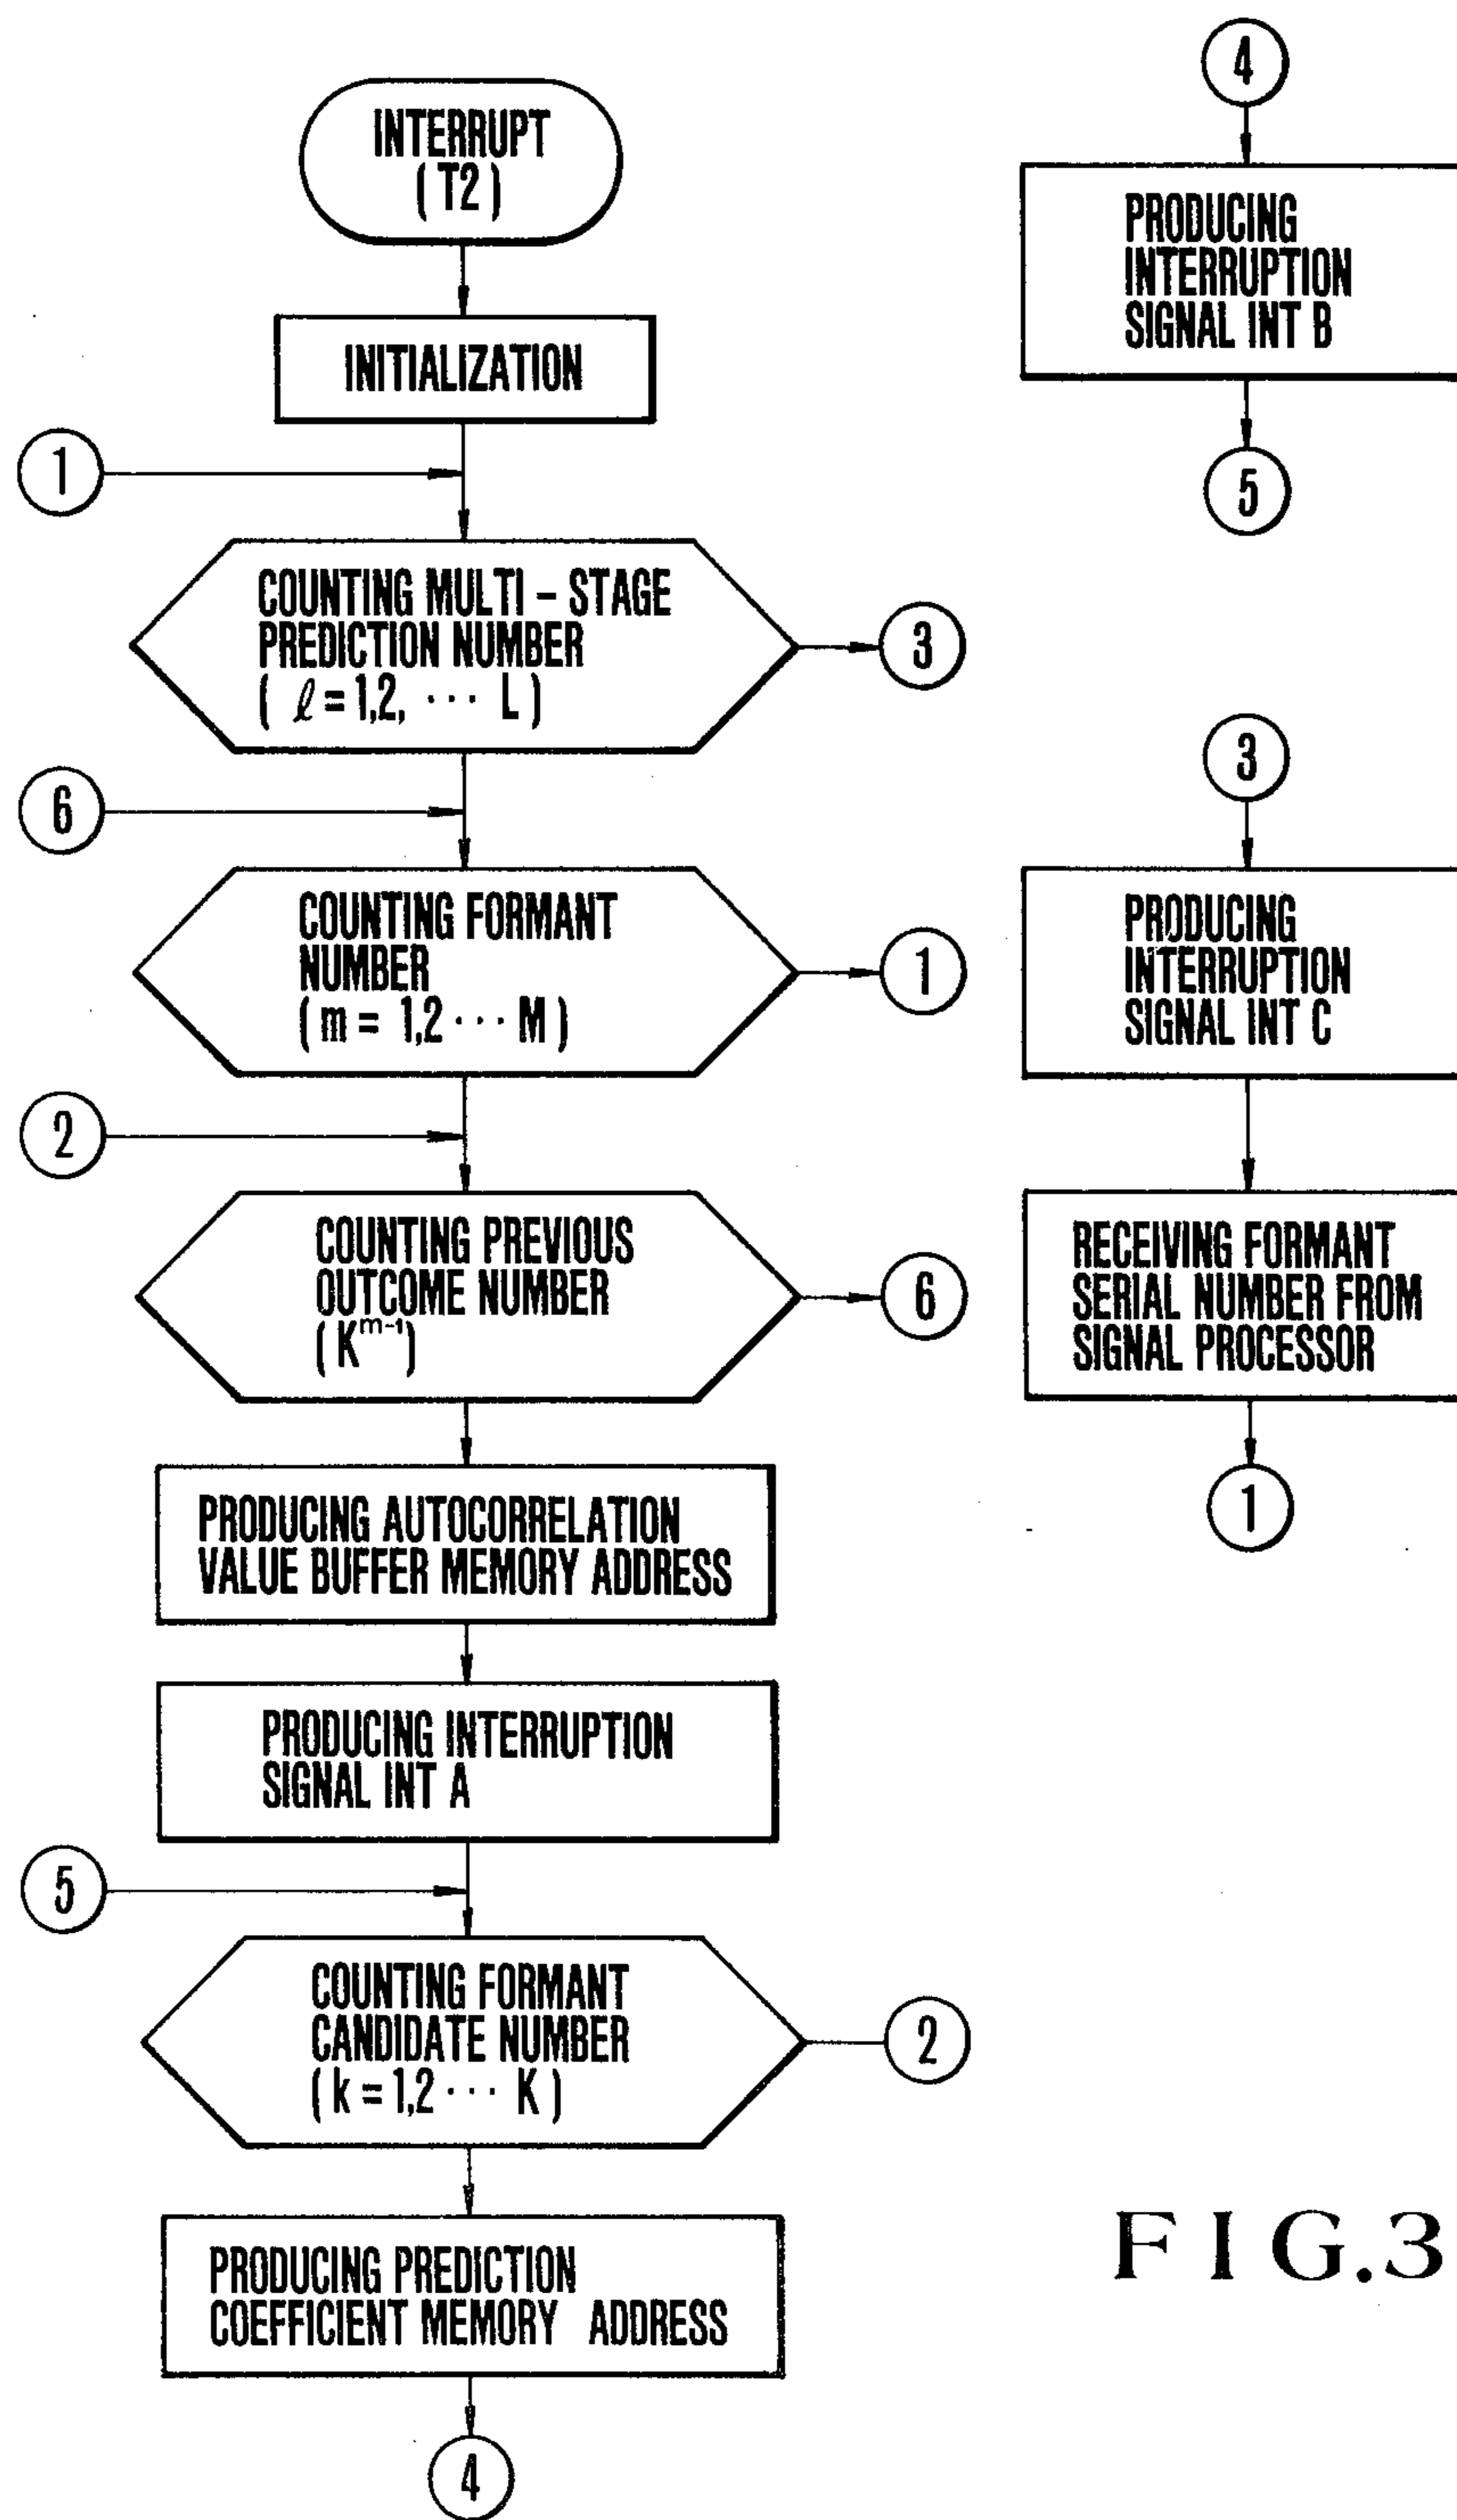 INTERRUPT
( T2 )
INITIALIZATION
1
COUNTING MULTI – STAGE
PREDICTION NUMBER
( ℓ = 1,2, ··· L )
3
6
COUNTING FORMANT
NUMBER
( m = 1,2 ··· M )
1
2
COUNTING PREVIOUS
OUTCOME NUMBER
( K^m-1 )
6
PRODUCING AUTOCORRELATION
VALUE BUFFER MEMORY ADDRESS
PRODUCING INTERRUPTION
SIGNAL INT A
5
COUNTING FORMANT
CANDIDATE NUMBER
( k = 1,2 ··· K )
2
PRODUCING PREDICTION
COEFFICIENT MEMORY ADDRESS
4
4
PRODUCING
INTERRUPTION
SIGNAL INT B
5
3
PRODUCING
INTERRUPTION
SIGNAL INT C
RECEIVING FORMANT
SERIAL NUMBER FROM
SIGNAL PROCESSOR
1
FIG.3